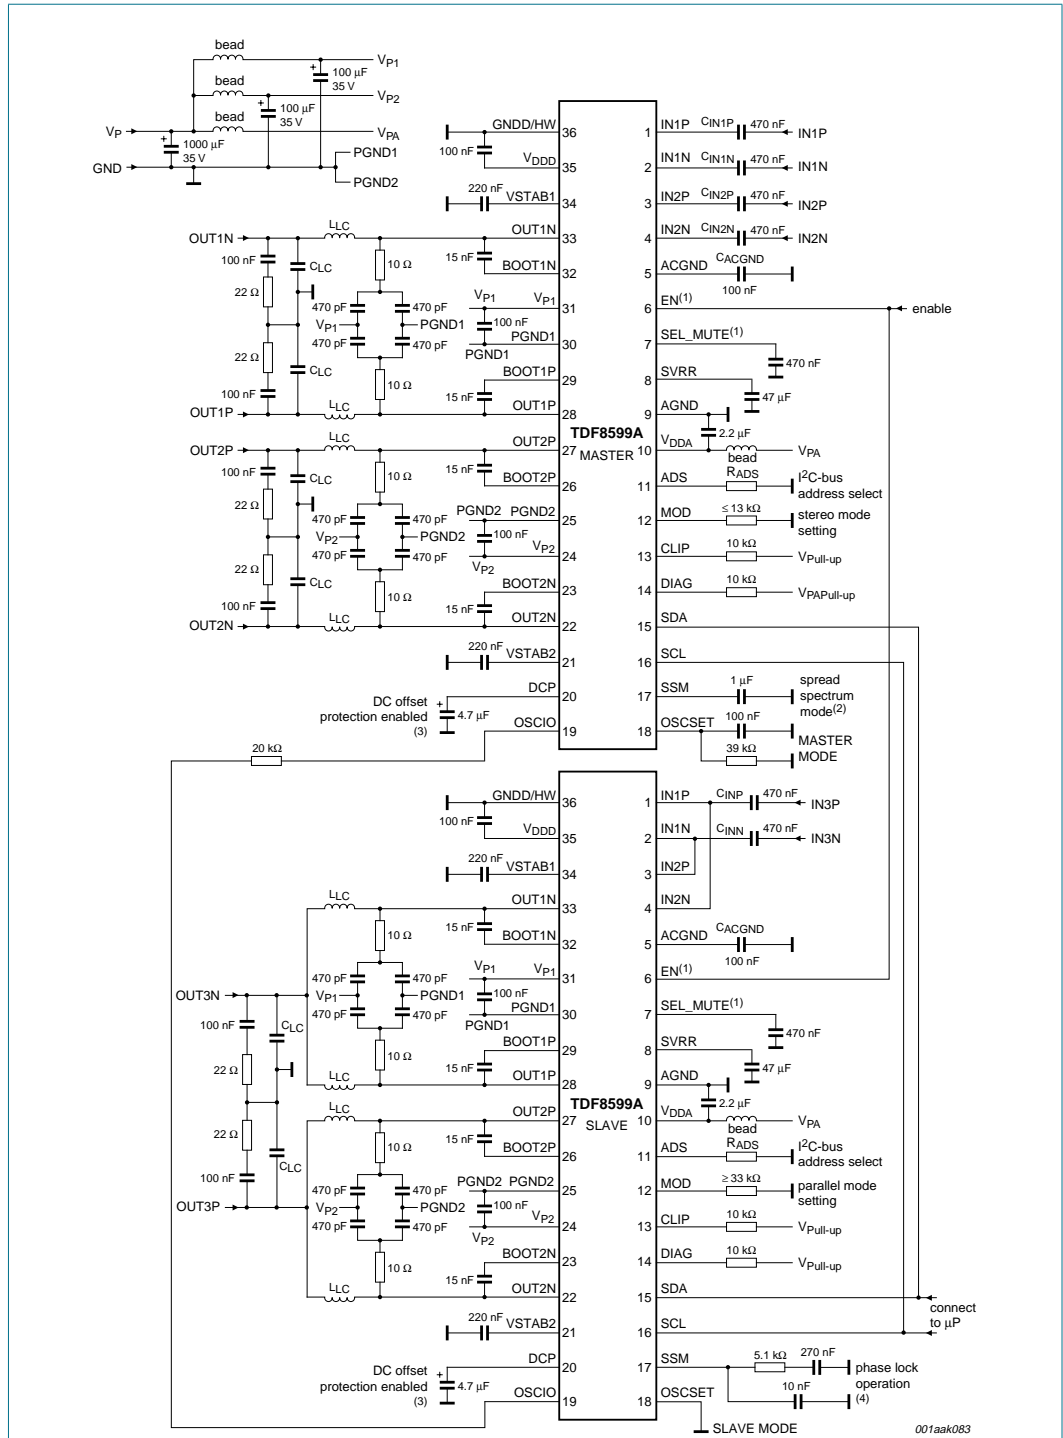 bead
VP1
100 μF
35 V
bead
VP2
100 μF
35 V
VP
bead
VPA
1000 μF
35 V
GND
PGND1
PGND2
GNDD/HW
36
100 nF
VDDD
35
220 nF
VSTAB1
34
OUT1N
LLC
OUT1N
33
100 nF
CLC
10 Ω
15 nF
BOOT1N
32
22 Ω
470 pF
470 pF
VP1
VP1
31
VP1
PGND1
100 nF
470 pF
470 pF
PGND1
PGND1
30
22 Ω
CLC
10 Ω
15 nF
BOOT1P
29
100 nF
OUT1P
LLC
OUT1P
28
OUT2P
LLC
OUT2P
27
100 nF
CLC
10 Ω
15 nF
BOOT2P
26
22 Ω
470 pF
470 pF
PGND2
PGND2
25
VP2
PGND2
100 nF
470 pF
470 pF
VP2
VP2
24
22 Ω
CLC
10 Ω
15 nF
BOOT2N
23
100 nF
OUT2N
LLC
OUT2N
22
220 nF
VSTAB2
21
DC offset
protection enabled
(3)
+
4.7 μF
DCP
20
OSCIO
19
20 kΩ
TDF8599A
MASTER
1
IN1P
CIN1P
470 nF
IN1P
2
IN1N
CIN1N
470 nF
IN1N
3
IN2P
CIN2P
470 nF
IN2P
4
IN2N
CIN2N
470 nF
IN2N
5
ACGND
CACGND
100 nF
6
EN(1)
enable
7
SEL_MUTE(1)
470 nF
8
SVRR
47 μF
9
AGND
2.2 μF
10
VDDA
bead
VPA
11
ADS
RADS
I2C-bus
address select
12
MOD
≤ 13 kΩ
stereo mode
setting
13
CLIP
10 kΩ
VPull-up
14
DIAG
10 kΩ
VPAPull-up
15
SDA
16
SCL
17
SSM
1 μF
spread
spectrum
mode(2)
18
OSCSET
100 nF
39 kΩ
MASTER
MODE
GNDD/HW
36
100 nF
VDDD
35
220 nF
VSTAB1
34
LLC
OUT1N
33
10 Ω
15 nF
BOOT1N
32
470 pF
470 pF
VP1
VP1
31
OUT3N
VP1
PGND1
100 nF
470 pF
470 pF
PGND1
PGND1
30
100 nF
CLC
10 Ω
15 nF
BOOT1P
29
22 Ω
LLC
OUT1P
28
LLC
OUT2P
27
22 Ω
CLC
10 Ω
15 nF
BOOT2P
26
100 nF
470 pF
470 pF
PGND2
PGND2
25
OUT3P
VP2
PGND2
100 nF
470 pF
470 pF
VP2
VP2
24
10 Ω
15 nF
BOOT2N
23
LLC
OUT2N
22
220 nF
VSTAB2
21
DC offset
protection enabled
(3)
+
4.7 μF
DCP
20
OSCIO
19
TDF8599A
SLAVE
1
IN1P
CINP
470 nF
IN3P
2
IN1N
CINN
470 nF
IN3N
3
IN2P
4
IN2N
5
ACGND
CACGND
100 nF
6
EN(1)
7
SEL_MUTE(1)
470 nF
8
SVRR
47 μF
9
AGND
2.2 μF
10
VDDA
bead
VPA
11
ADS
RADS
I2C-bus
address select
12
MOD
≥ 33 kΩ
parallel mode
setting
13
CLIP
10 kΩ
VPull-up
14
DIAG
10 kΩ
VPull-up
15
SDA
connect
to μP
16
SCL
17
SSM
5.1 kΩ
270 nF
10 nF
phase lock
operation
(4)
18
OSCSET
SLAVE MODE
001aak083